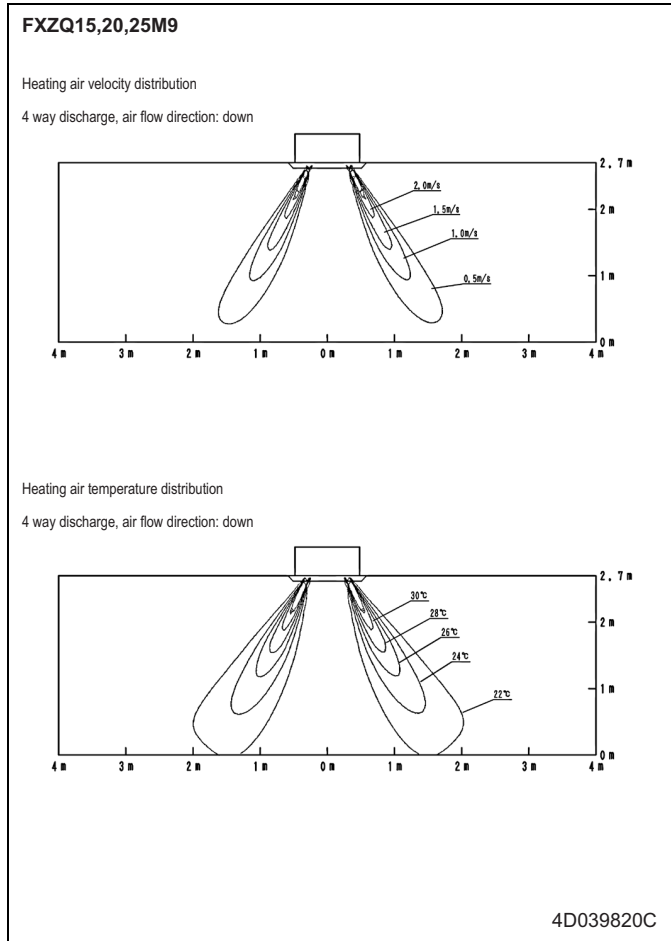 FXZQ15,20,25M9
Heating air velocity distribution
4 way discharge, air flow direction: down
2.7m
2.0m/s
2m
1.5m/s
1.0m/s
1m
0.5m/s
0m
4m 3m 2m 1m 0m 1m 2m 3m 4m
Heating air temperature distribution
4 way discharge, air flow direction: down
2.7m
30℃
28℃
2m
26℃
24℃
1m
22℃
0m
4m 3m 2m 1m 0m 1m 2m 3m 4m
4D039820C